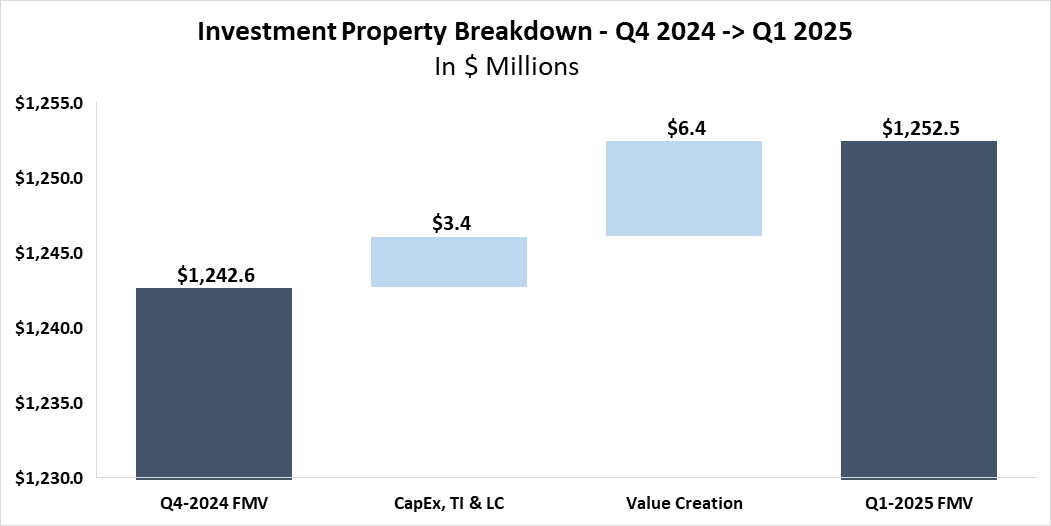 Investment Property Breakdown - Q4 2024 -> Q1 2025
In $ Millions
$1,255.0
$1,250.0
$1,245.0
$1,240.0
$1,235.0
$1,230.0
$1,242.6
$3.4
$6.4
$1,252.5
Q4-2024 FMV
CapEx, TI & LC
Value Creation
Q1-2025 FMV